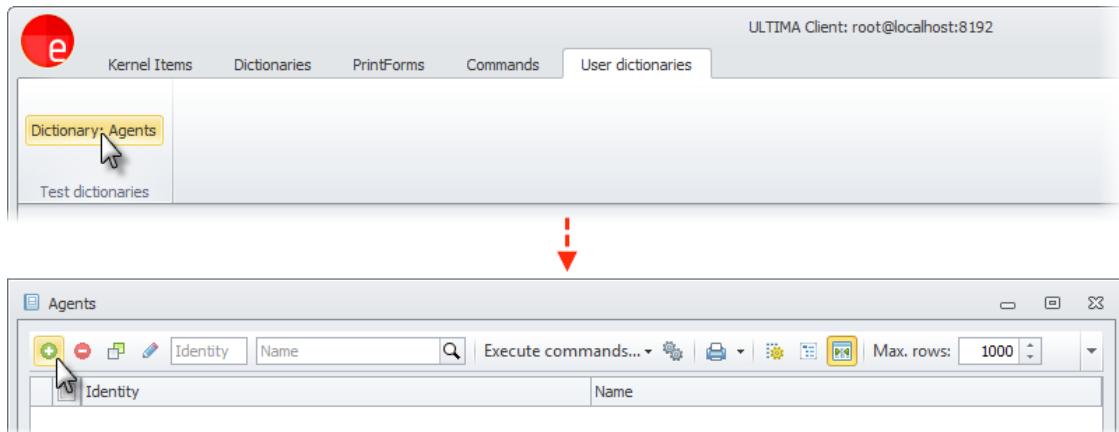 ULTIMA Client: root@localhost:8192
e
Kernel Items Dictionaries PrintForms Commands User dictionaries
Dictionary: Agents
Test dictionaries
Agents
Identity Name Execute commands... Max. rows: 1000
Identity Name